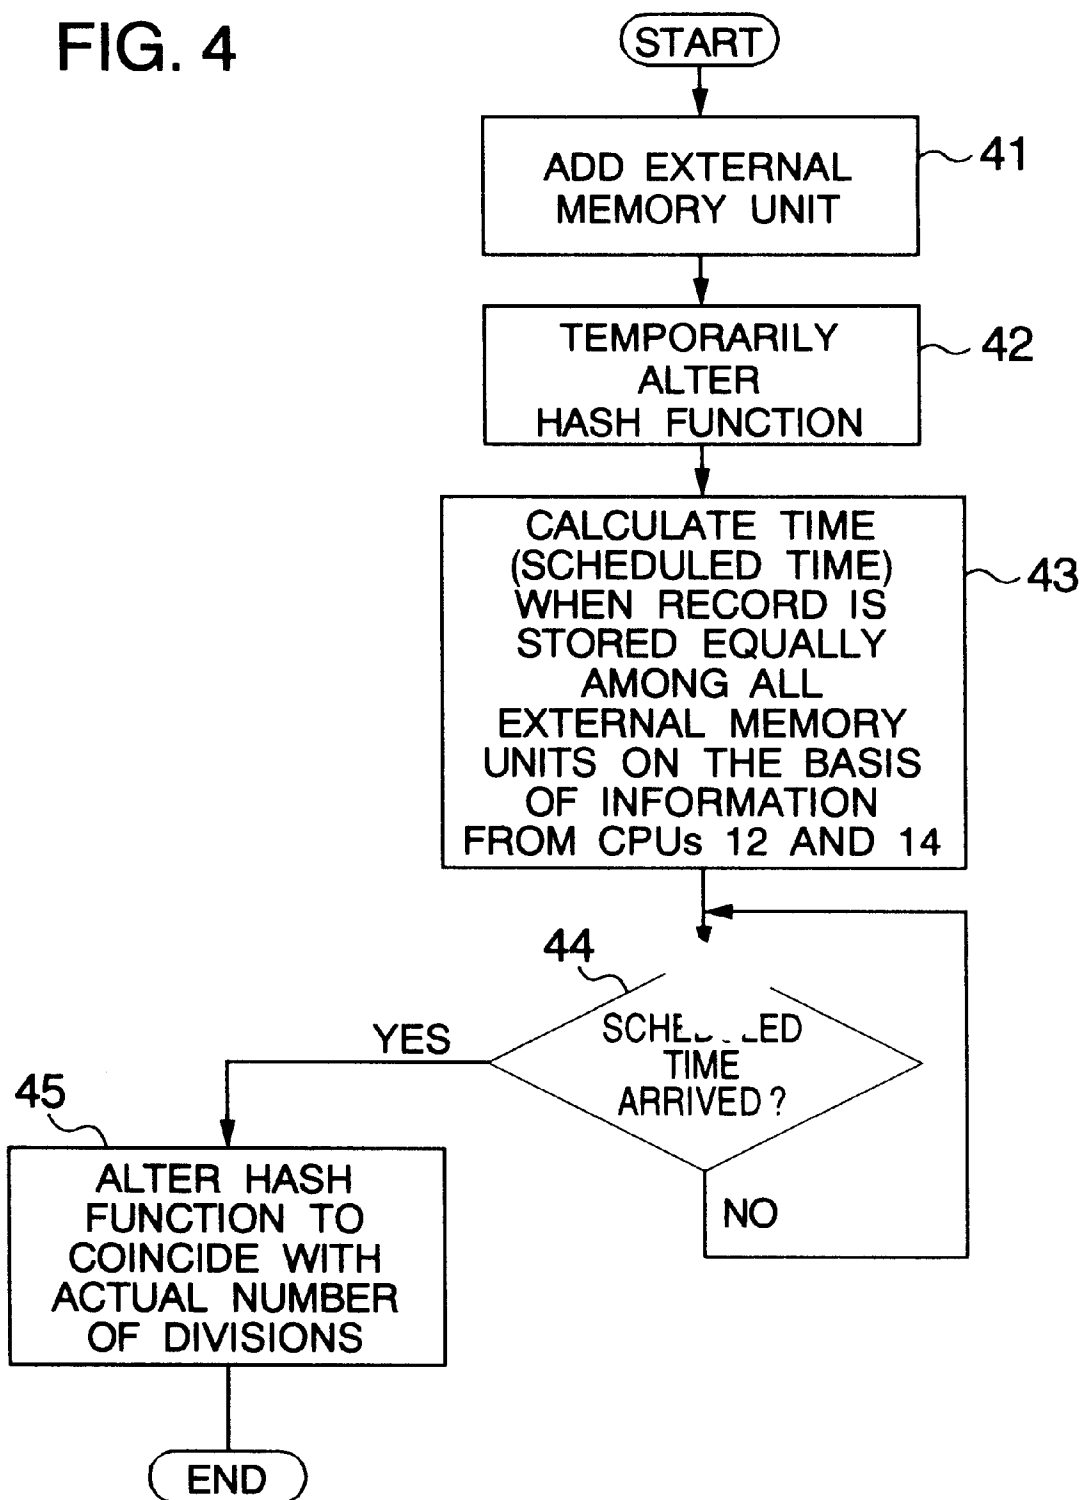 FIG. 4
START
ADD EXTERNAL
MEMORY UNIT
41
TEMPORARILY
ALTER
HASH FUNCTION
42
CALCULATE TIME
(SCHEDULED TIME)
WHEN RECORD IS
STORED EQUALLY
AMONG ALL
EXTERNAL MEMORY
UNITS ON THE BASIS
OF INFORMATION
FROM CPUs 12 AND 14
43
44
SCHEDULED
TIME
ARRIVED?
YES
NO
45
ALTER HASH
FUNCTION TO
COINCIDE WITH
ACTUAL NUMBER
OF DIVISIONS
END